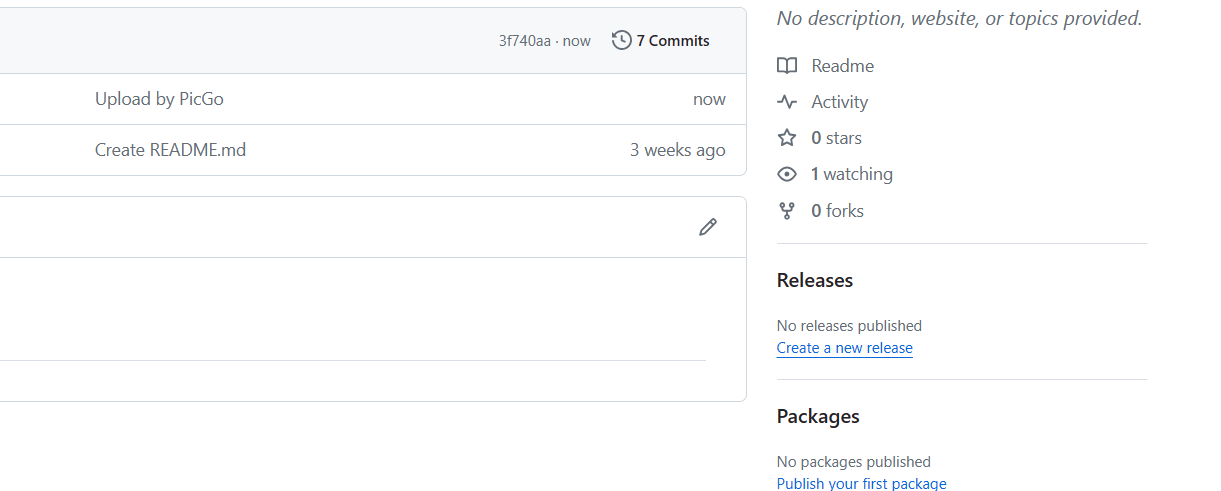 3f740aa · now 7 Commits
Upload by PicGo now
Create README.md 3 weeks ago
No description, website, or topics provided.
Readme
Activity
0 stars
1 watching
0 forks
Releases
No releases published
Create a new release
Packages
No packages published
Publish your first package